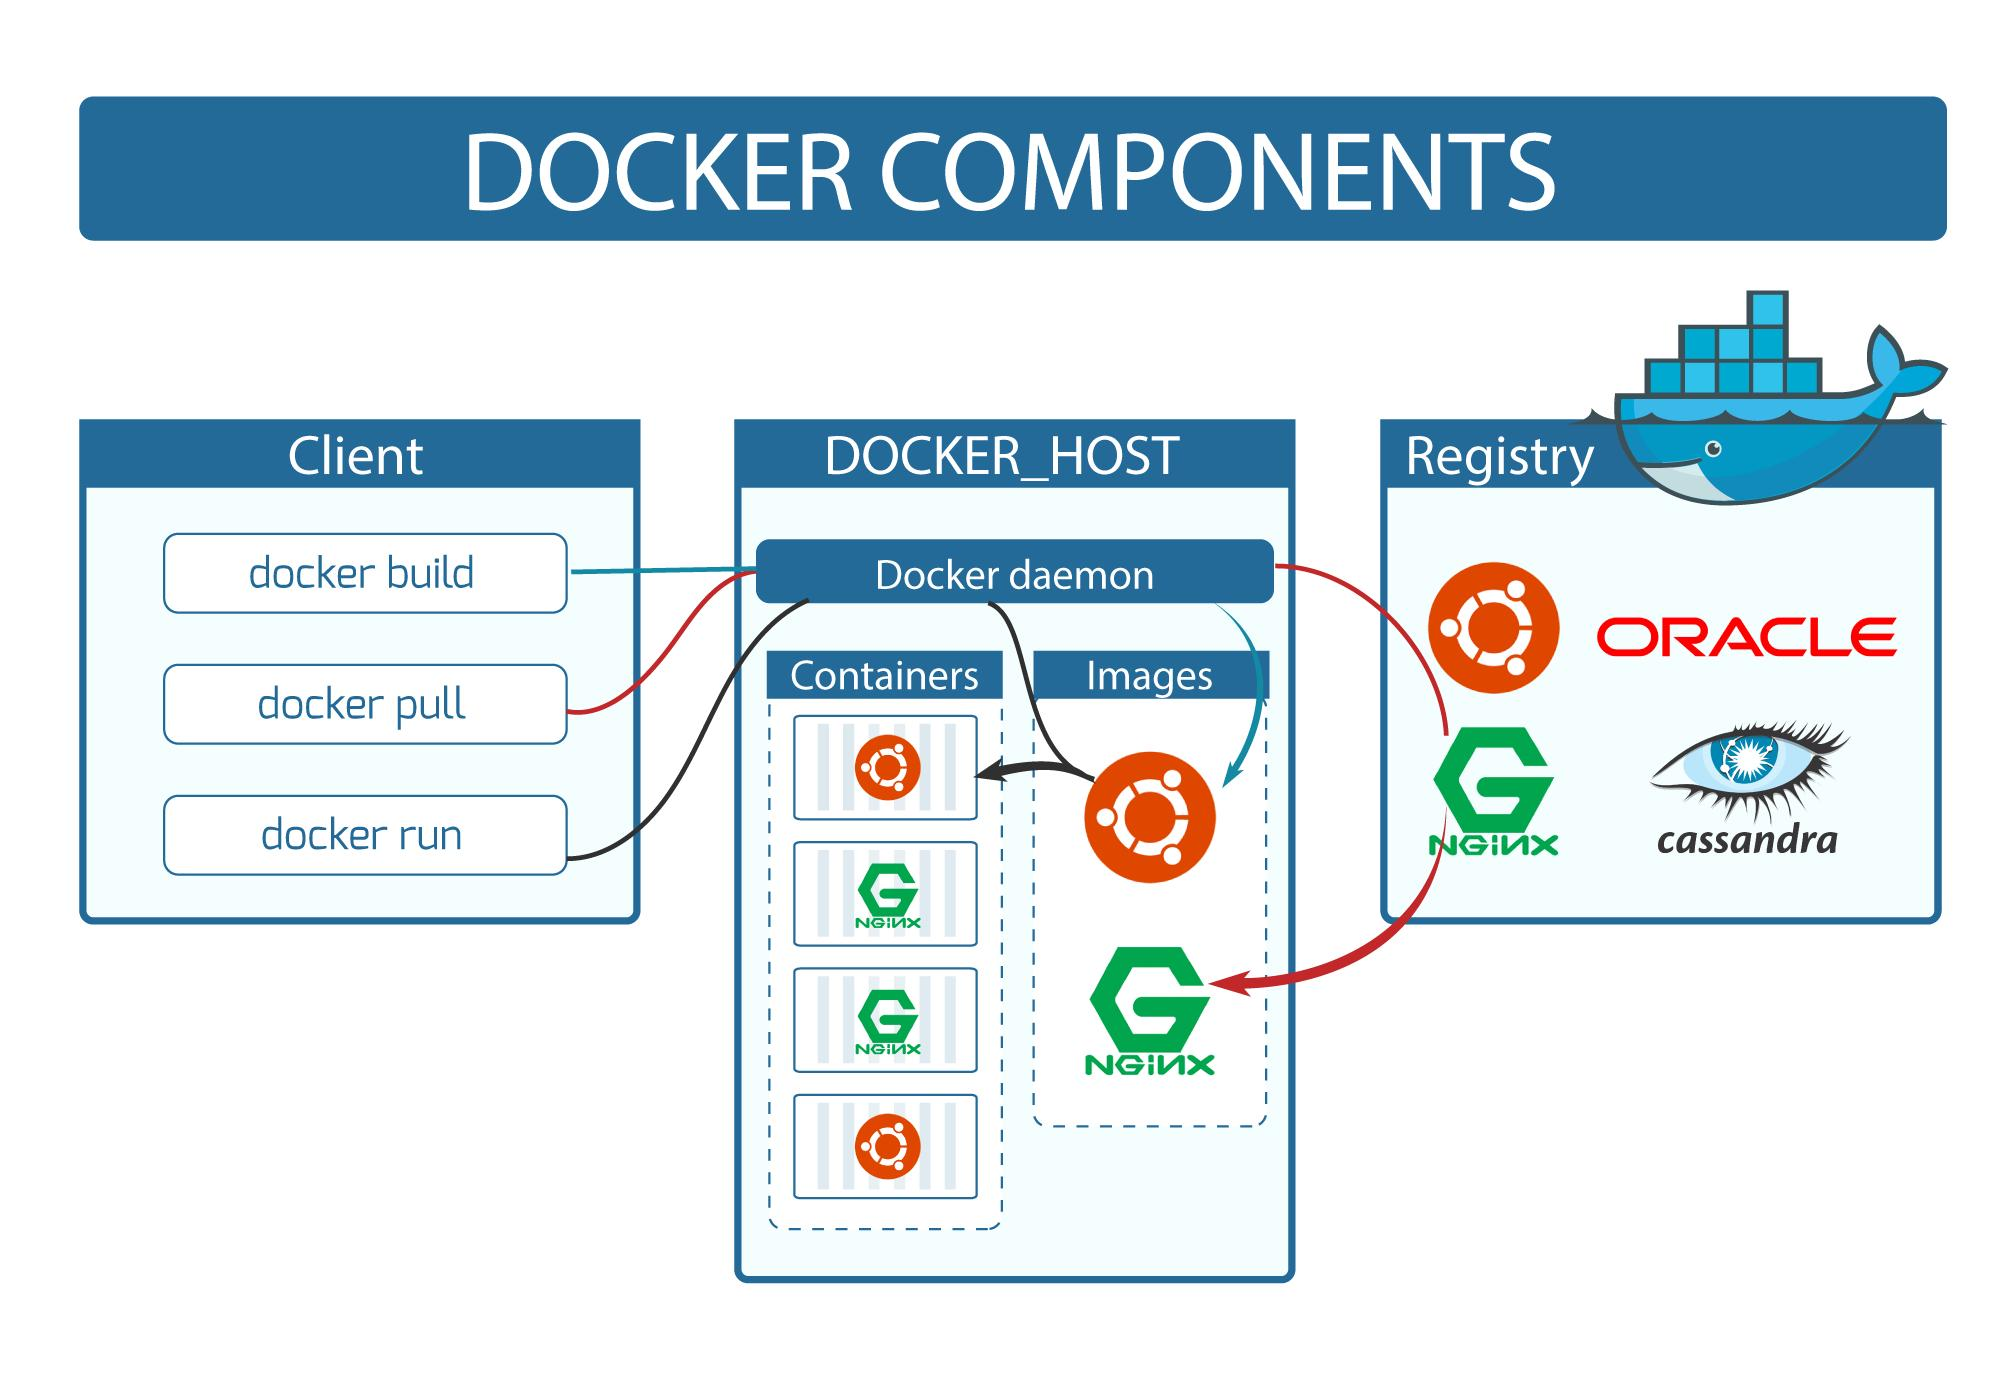 DOCKER COMPONENTS
Client
docker build
docker pull
docker run
DOCKER_HOST
Docker daemon
Containers
NGiNX
NGiNX
Images
NGiNX
Registry
ORACLE
NGiNX
cassandra